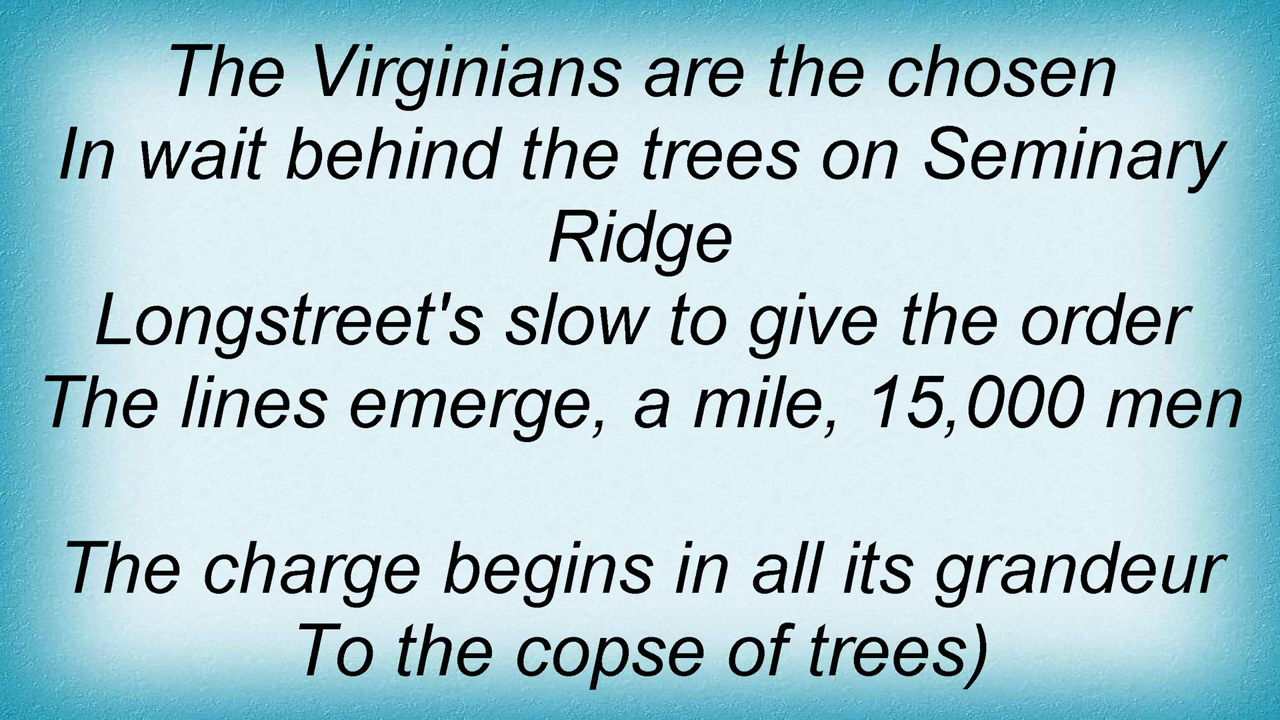 The Virginians are the chosen
In wait behind the trees on Seminary
Ridge
Longstreet's slow to give the order
The lines emerge, a mile, 15,000 men
The charge begins in all its grandeur
To the copse of trees)